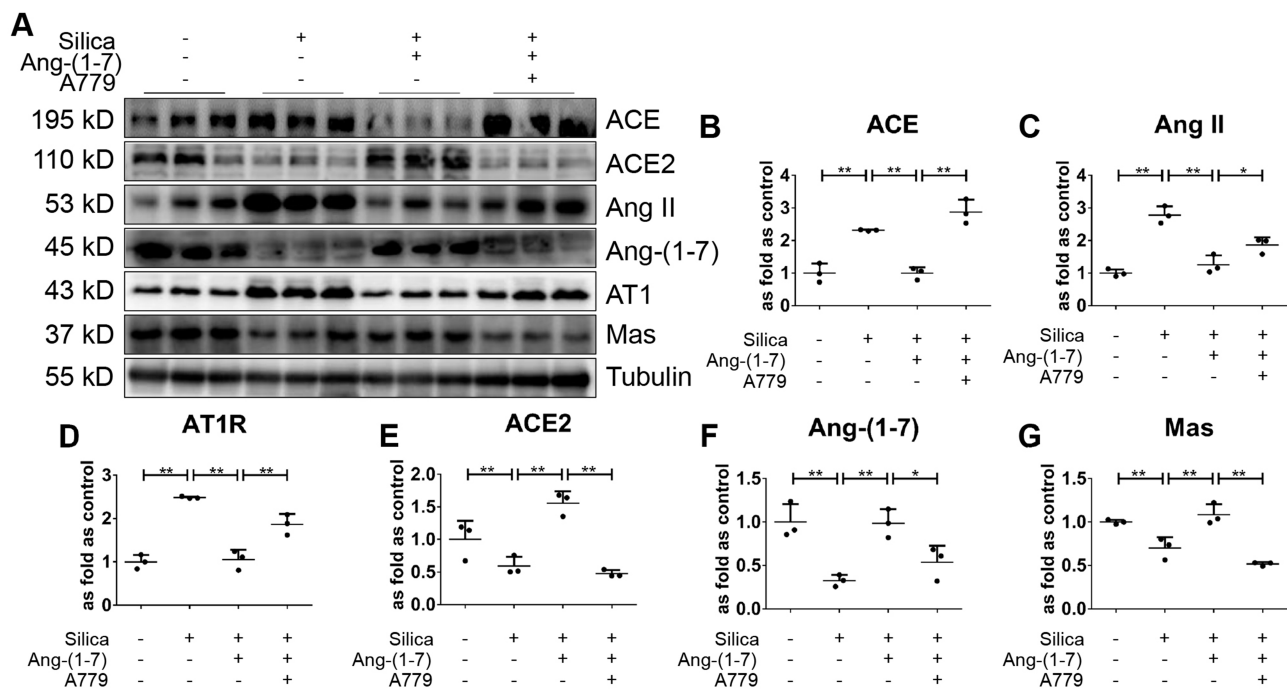 A
Silica - + + +
Ang-(1-7) - - + +
A779 - - - +
195 kD ACE
110 kD ACE2
53 kD Ang II
45 kD Ang-(1-7)
43 kD AT1
37 kD Mas
55 kD Tubulin
B ACE
as fold as control
4
3
2
1
0
** ** **
Silica - + + +
Ang-(1-7) - - + +
A779 - - - +
C Ang II
as fold as control
4
3
2
1
0
** ** *
Silica - + + +
Ang-(1-7) - - + +
A779 - - - +
D AT1R
as fold as control
3
2
1
0
** ** **
Silica - + + +
Ang-(1-7) - - + +
A779 - - - +
E ACE2
as fold as control
2.0
1.5
1.0
0.5
0.0
** ** **
Silica - + + +
Ang-(1-7) - - + +
A779 - - - +
F Ang-(1-7)
as fold as control
1.5
1.0
0.5
0.0
** ** *
Silica - + + +
Ang-(1-7) - - + +
A779 - - - +
G Mas
as fold as control
1.5
1.0
0.5
0.0
** ** **
Silica - + + +
Ang-(1-7) - - + +
A779 - - - +